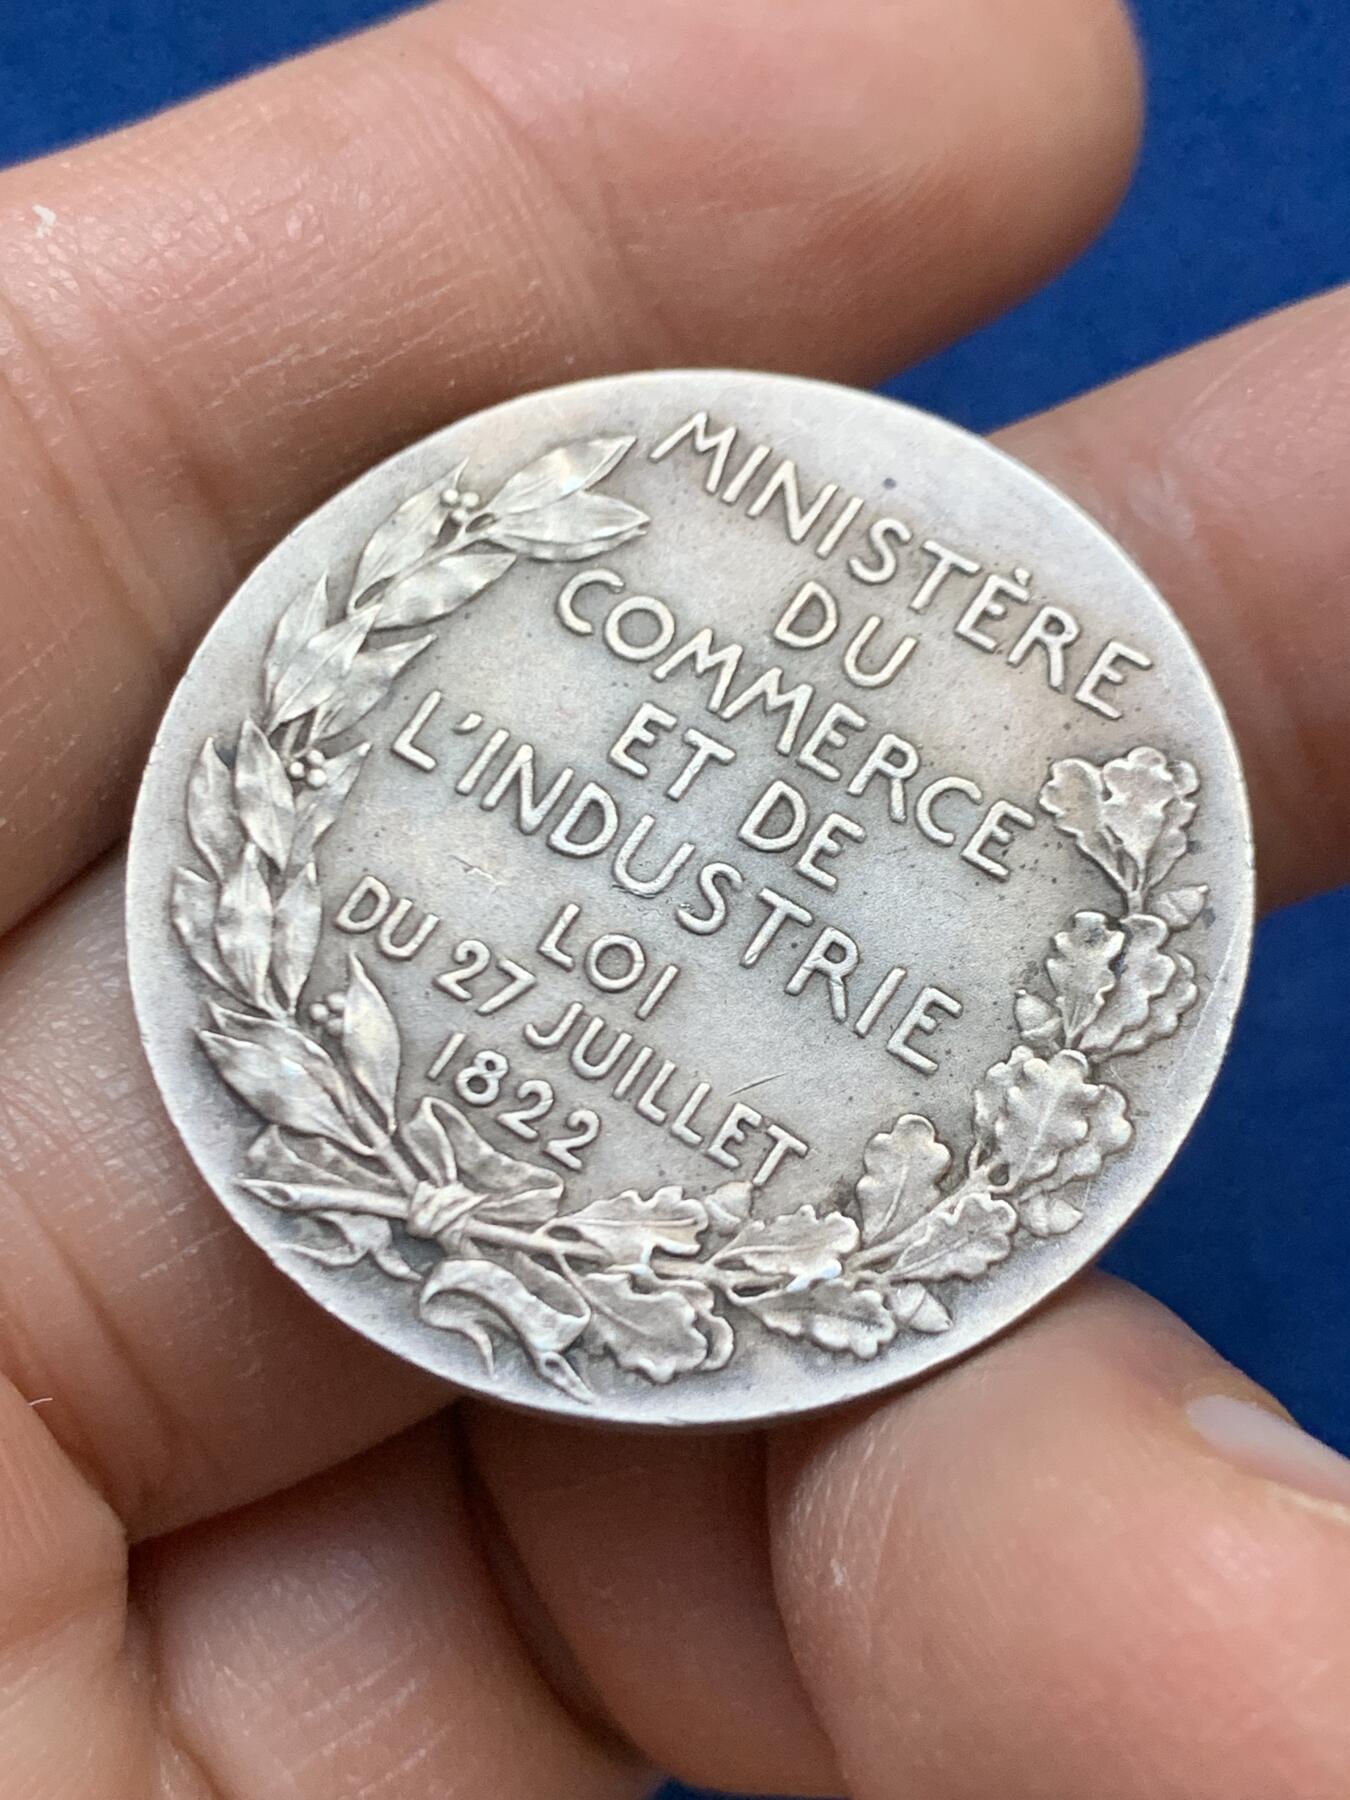 MINISTÈRE
DU
COMMERCE
ET DE
L'INDUSTRIE
LOI
DU 27 JUILLET
1822